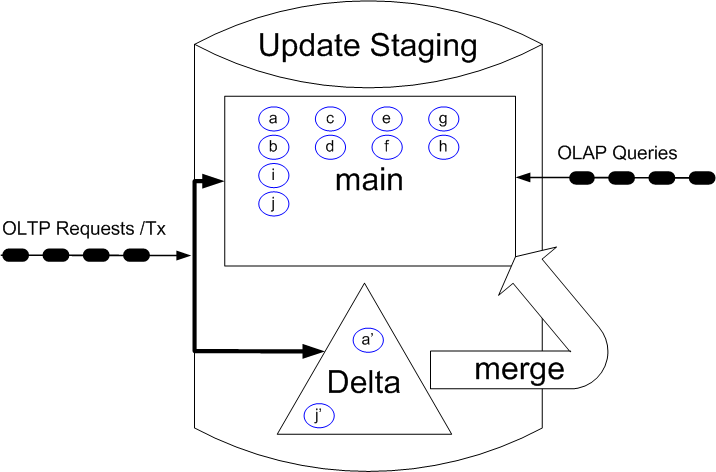 Update Staging
a c e g
b d f h
i
main
j
OLAP Queries
OLTP Requests /Tx
a'
Delta
merge
j'